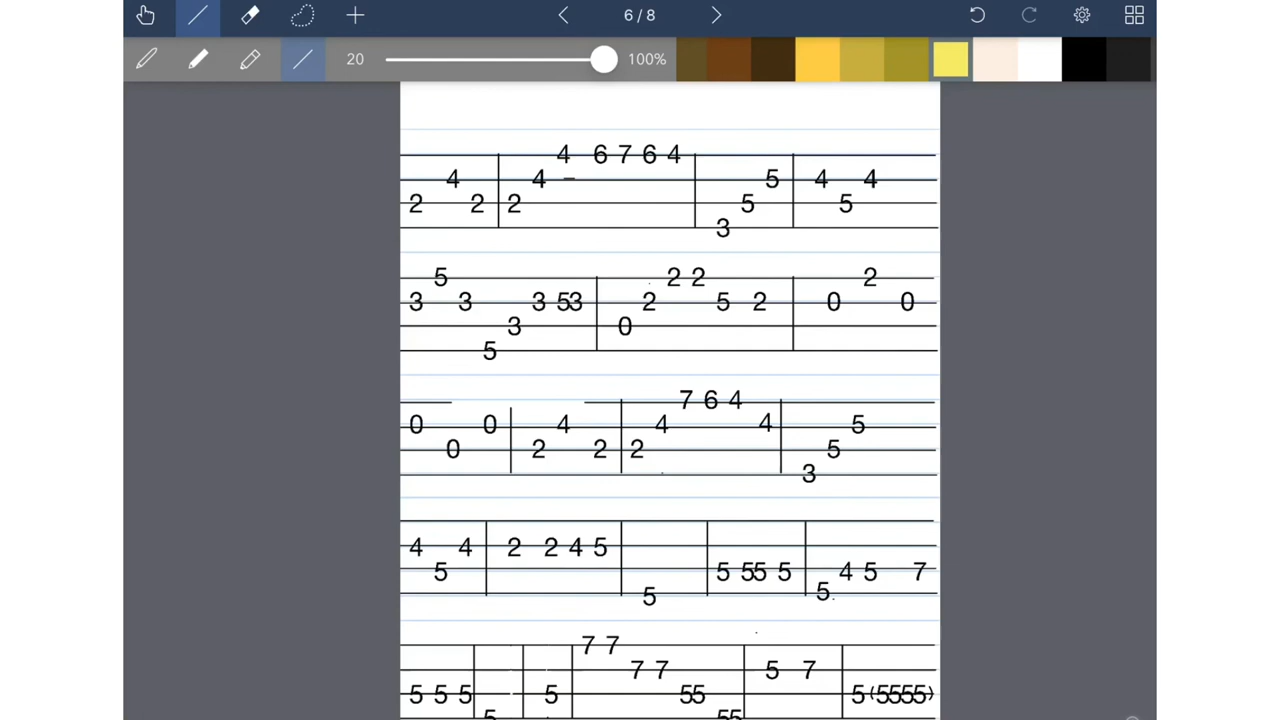 6 / 8
20 100%
4 6 7 6 4
4 4 5 4 4
2 2 2 5 5
3
5 2 2 2
3 3 3 5 3 2 5 2 0 0
3 0
5
7 6 4
0 0 4 4 4 5
0 2 2 2 5
3
4 4 2 2 4 5
5 5 5 5 5 4 5 7
5 5
7 7
7 7 5 7
5 5 5 5 5 5 5 (5 5 5 5)
5 5 5